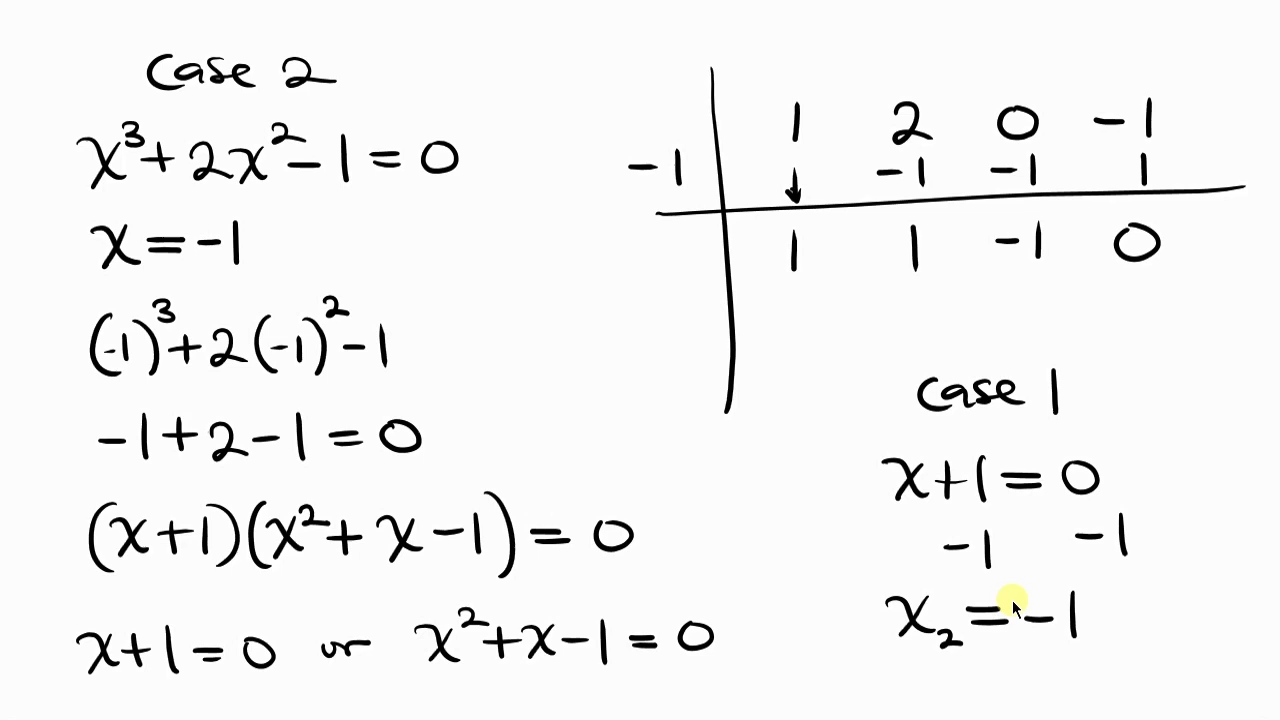 Case 2
x³+2x²-1=0
x=-1
(-1)³+2(-1)²-1
-1+2-1=0
(x+1)(x²+x-1)=0
x+1=0 or x²+x-1=0
1 2 0 -1
-1 -1 -1 1
1 1 -1 0
Case 1
x+1=0
-1 -1
x₂=-1